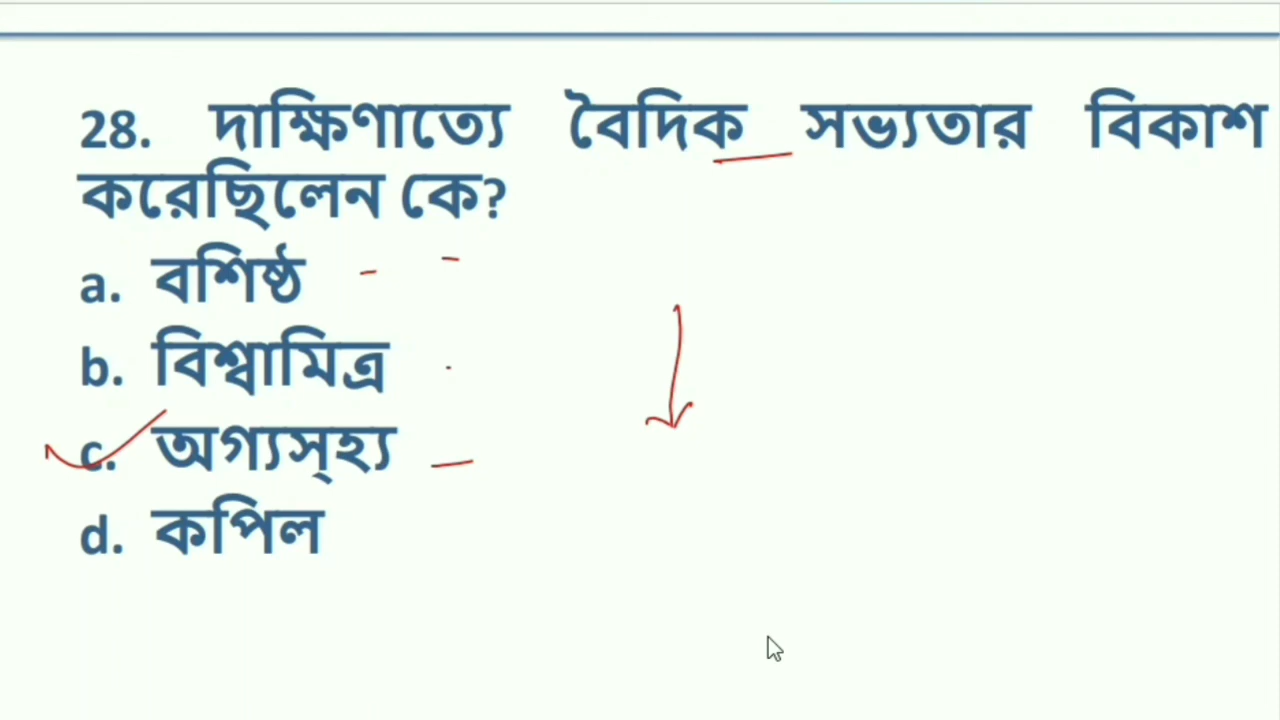 28. দাক্ষিণাত্যে বৈদিক সভ্যতার বিকাশ
করেছিলেন কে?
a. বশিষ্ঠ
b. বিশ্বামিত্র
c. অগ্যস্‌হ্য
d. কপিল